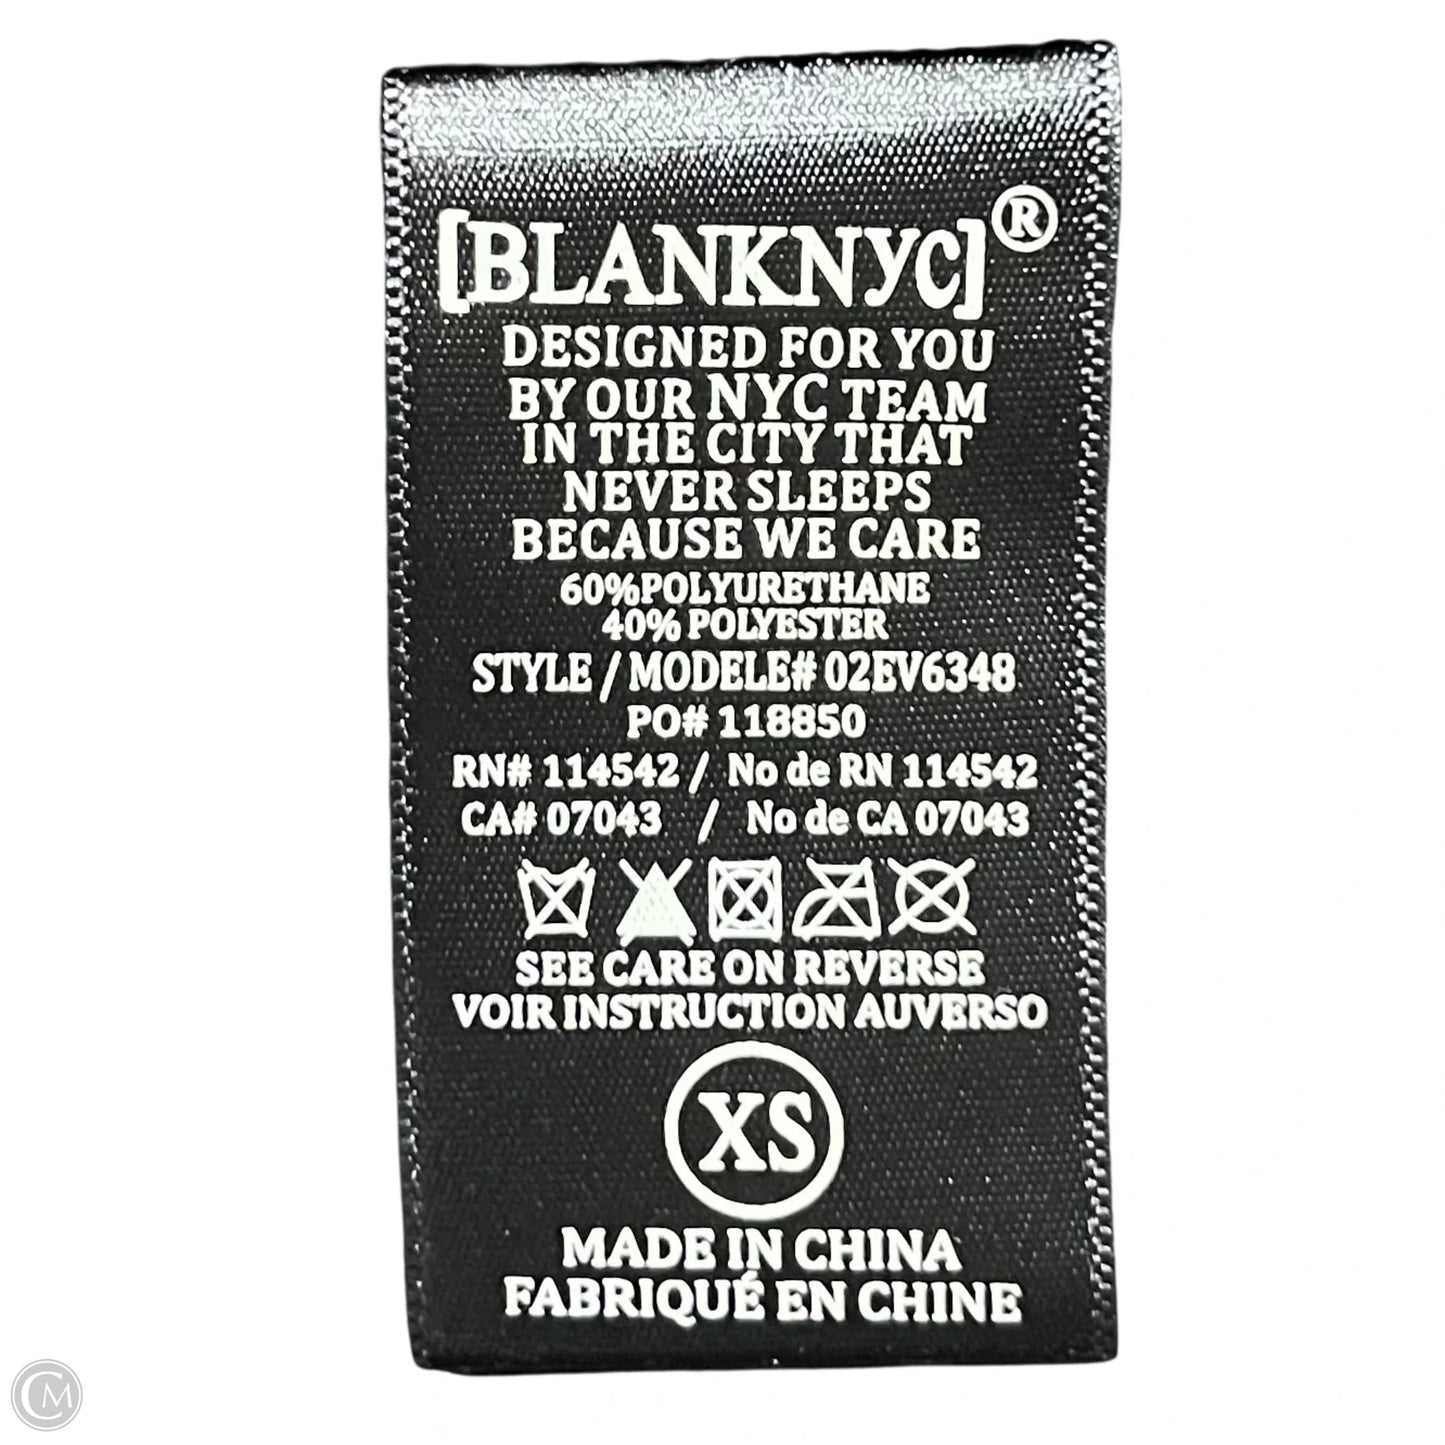 [BLANKNYC]®
DESIGNED FOR YOU
BY OUR NYC TEAM
IN THE CITY THAT
NEVER SLEEPS
BECAUSE WE CARE
60%POLYURETHANE
40% POLYESTER
STYLE / MODELE# 02EV6348
PO# 118850
RN# 114542 / No de RN 114542
CA# 07043 / No de CA 07043
SEE CARE ON REVERSE
VOIR INSTRUCTION AUVERSO
XS
MADE IN CHINA
FABRIQUÉ EN CHINE
CM